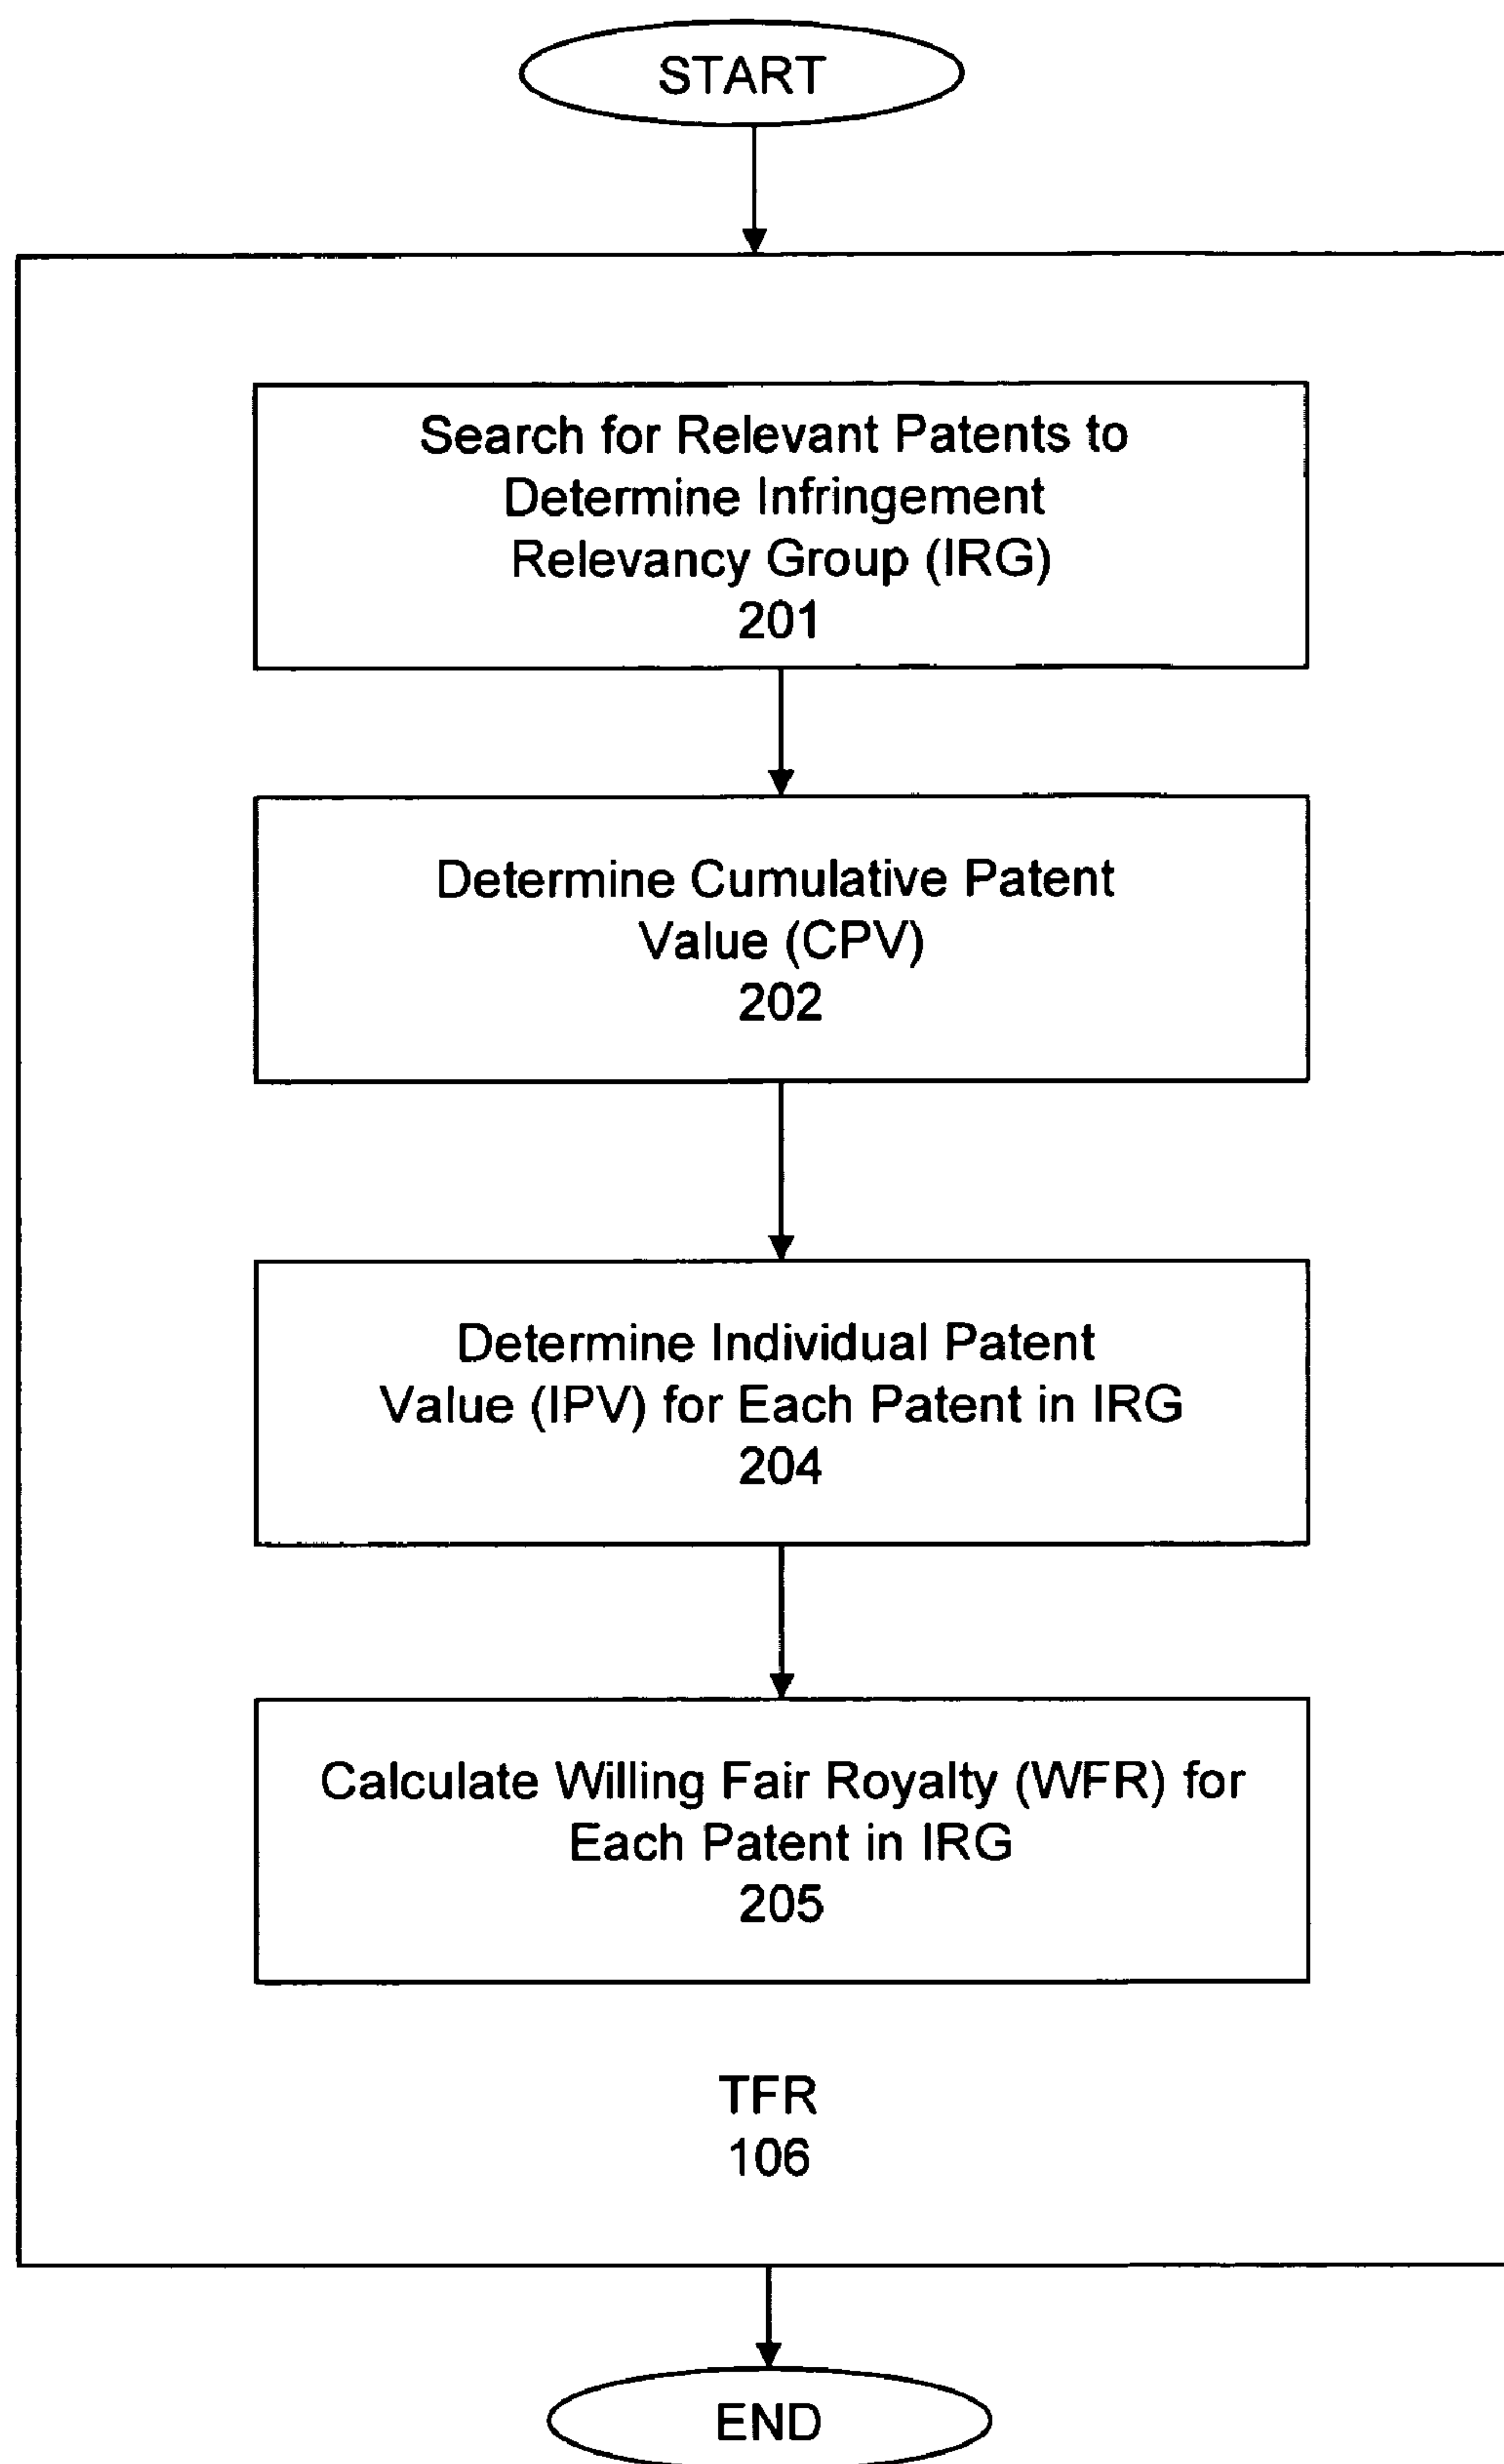 START
Search for Relevant Patents to
Determine Infringement
Relevancy Group (IRG)
201
Determine Cumulative Patent
Value (CPV)
202
Determine Individual Patent
Value (IPV) for Each Patent in IRG
204
Calculate Willing Fair Royalty (WFR) for
Each Patent in IRG
205
TFR
106
END